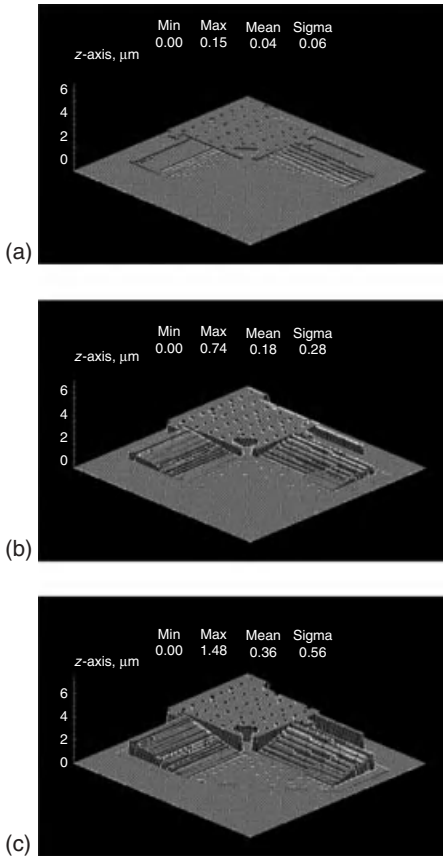 Min Max Mean Sigma
0.00 0.15 0.04 0.06
z-axis, μm
6
4
2
0
(a)
Min Max Mean Sigma
0.00 0.74 0.18 0.28
z-axis, μm
6
4
2
0
(b)
Min Max Mean Sigma
0.00 1.48 0.36 0.56
z-axis, μm
6
4
2
0
(c)